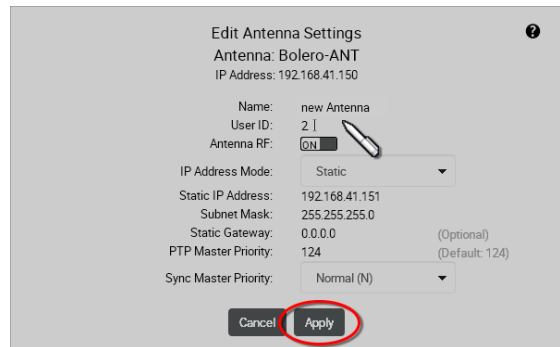 Edit Antenna Settings
?
Antenna: Bolero-ANT
IP Address: 192.168.41.150
Name: new Antenna
User ID: 2
Antenna RF: ON
IP Address Mode: Static
Static IP Address: 192.168.41.151
Subnet Mask: 255.255.255.0
Static Gateway: 0.0.0.0 (Optional)
PTP Master Priority: 124 (Default: 124)
Sync Master Priority: Normal (N)
Cancel Apply